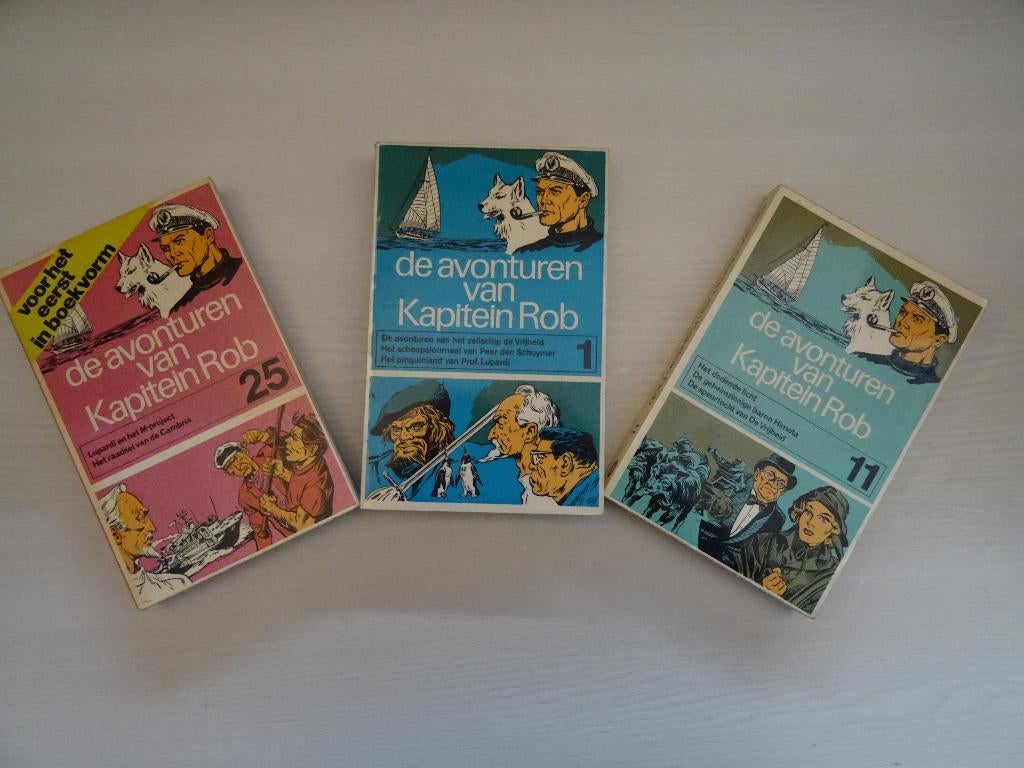 voor het
eerst
in boekvorm
de avonturen
van
Kapitein Rob
25
Lupardi en het M-project
Het raadsel van de Cambria
de avonturen
van
Kapitein Rob
De avonturen van het zeilschip de Vrijheid
Het scheepsjournaal van Peer den Schuymer
Het pinguinland van Prof. Lupardi
1
de avonturen
van
Kapitein Rob
Het dodende licht
De geheimzinnige baron Himota
De speurtocht van De Vrijheid
11